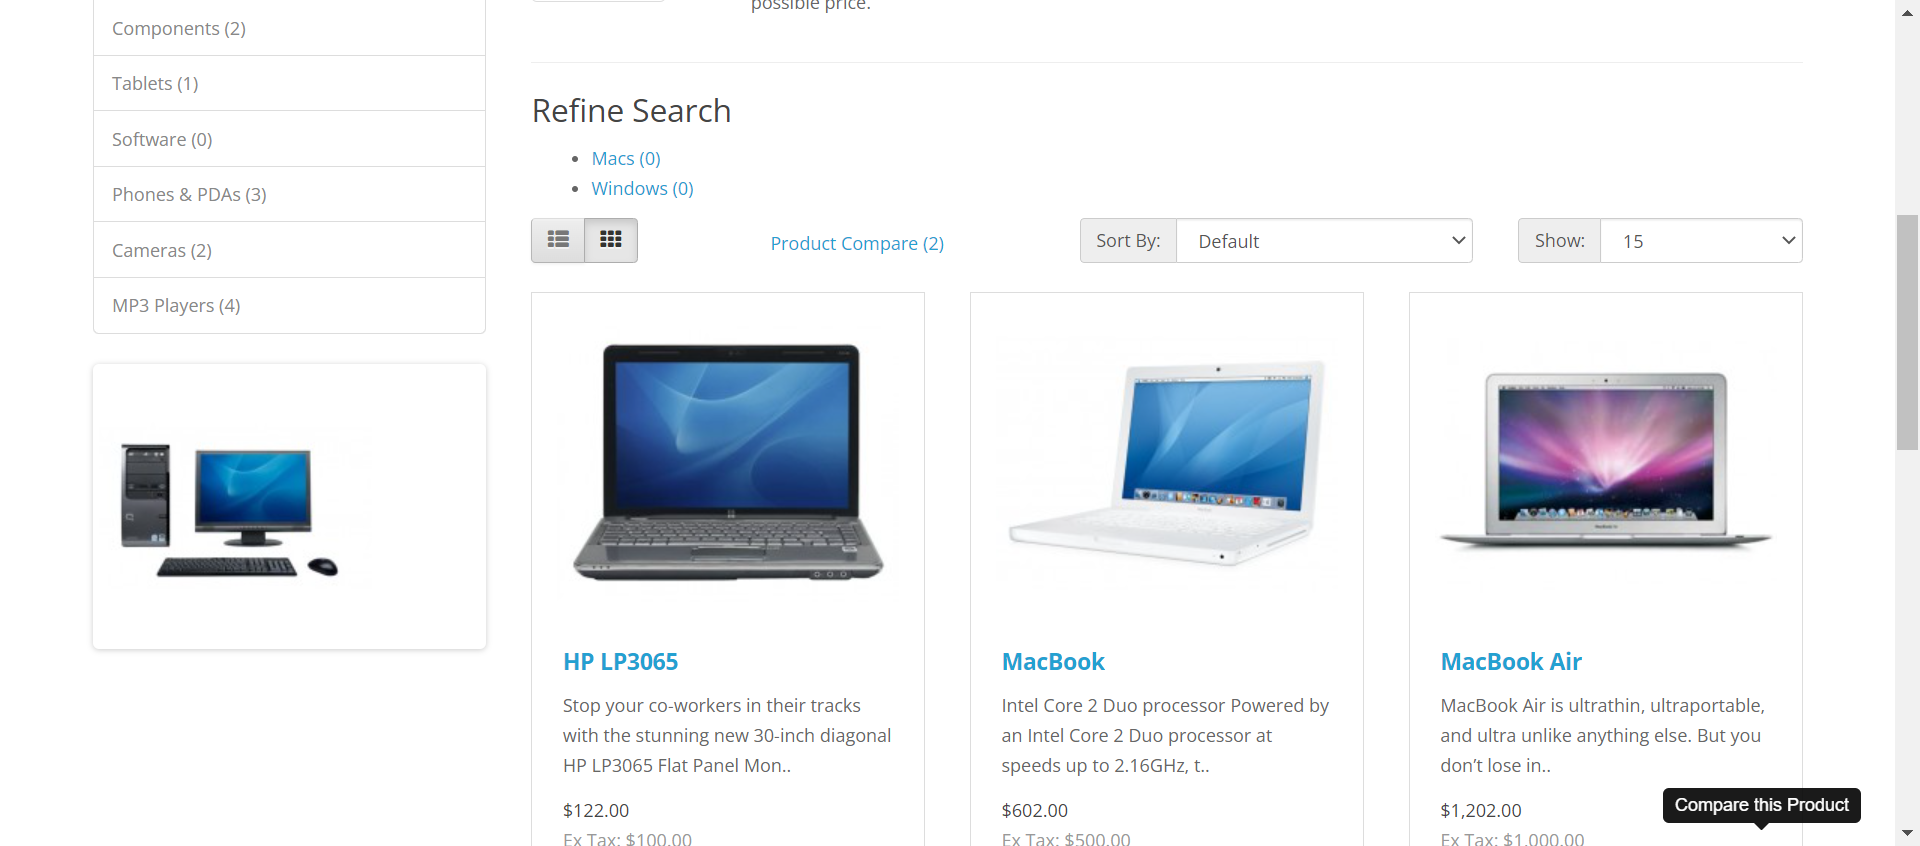 possible price.
Components (2)
Tablets (1)
Software (0)
Phones & PDAs (3)
Cameras (2)
MP3 Players (4)
Refine Search
Macs (0)
Windows (0)
Product Compare (2)
Sort By:
Default
Show:
15
HP LP3065
Stop your co-workers in their tracks
with the stunning new 30-inch diagonal
HP LP3065 Flat Panel Mon..
$122.00
Ex Tax: $100.00
MacBook
Intel Core 2 Duo processor Powered by
an Intel Core 2 Duo processor at
speeds up to 2.16GHz, t..
$602.00
Ex Tax: $500.00
MacBook Air
MacBook Air is ultrathin, ultraportable,
and ultra unlike anything else. But you
don’t lose in..
$1,202.00
Ex Tax: $1,000.00
Compare this Product